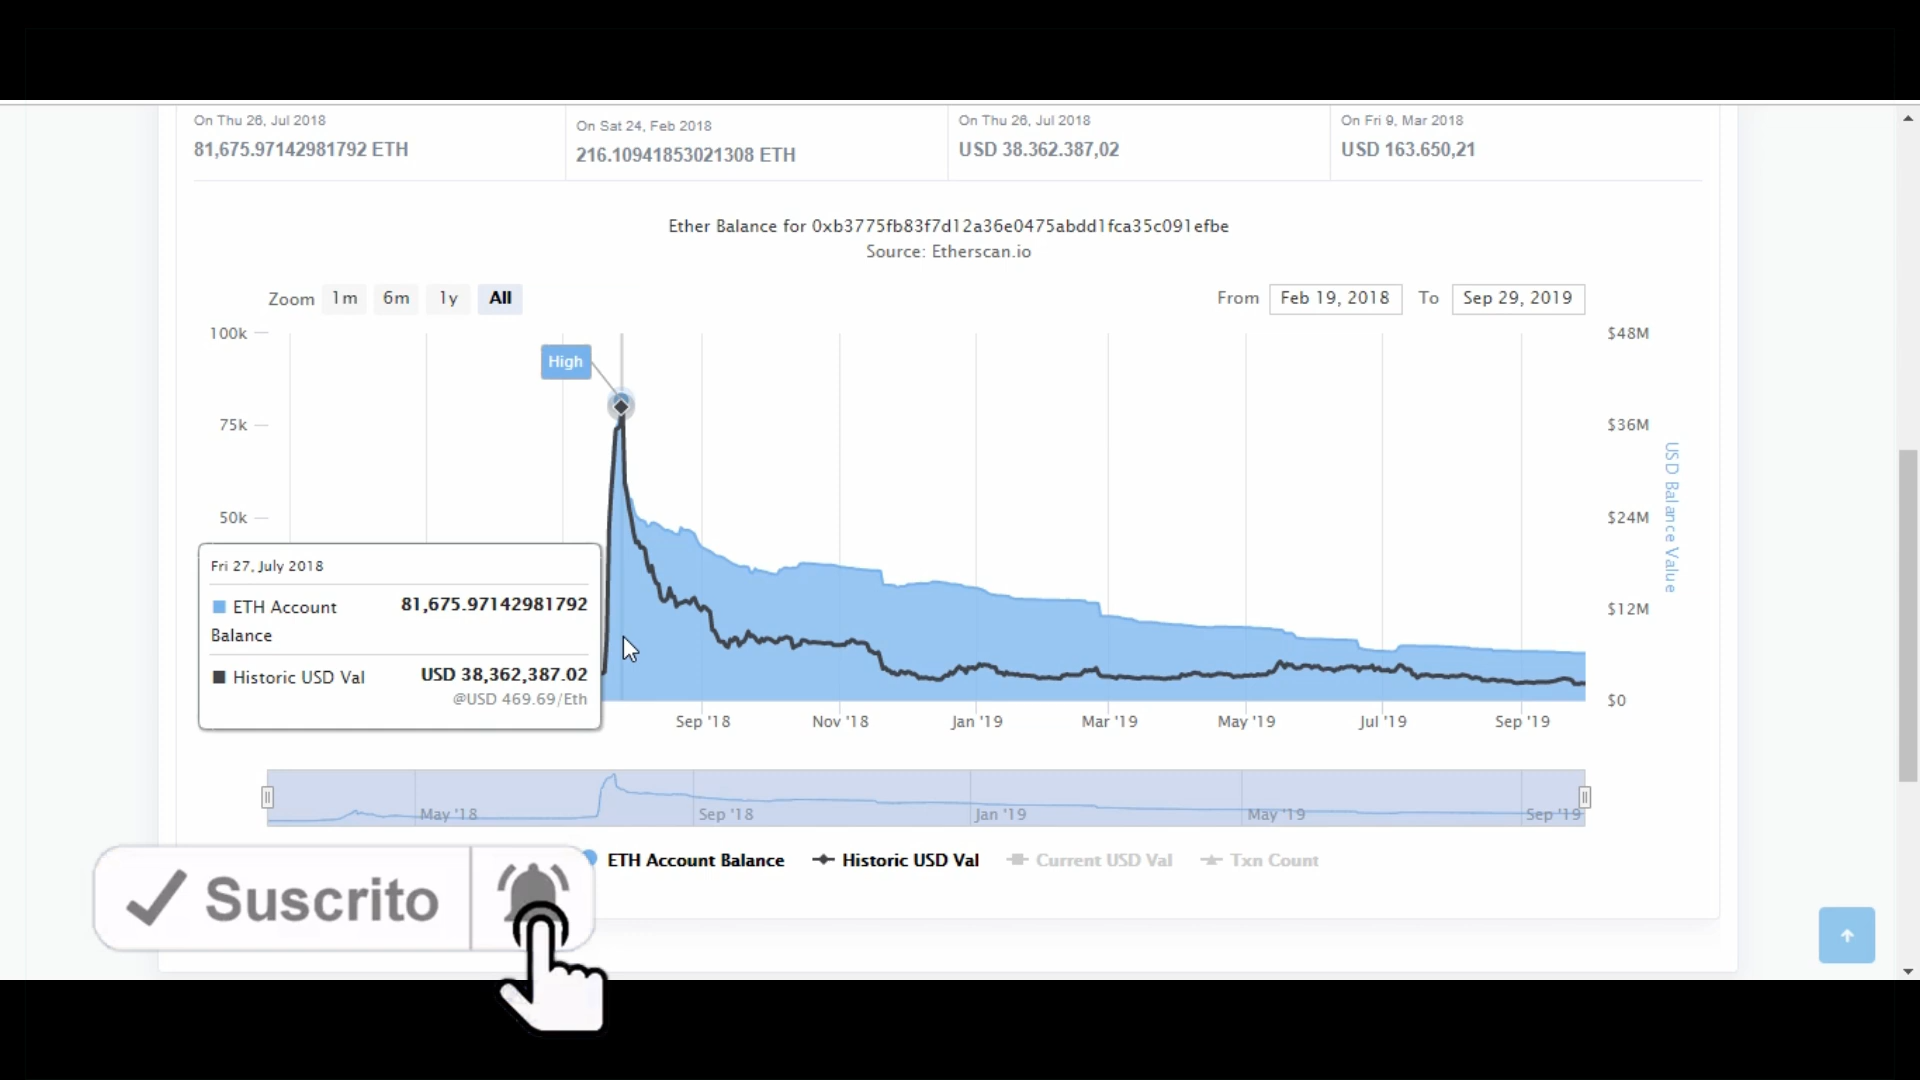 On Thu 26, Jul 2018
81,675.97142981792 ETH
On Sat 24, Feb 2018
216.10941853021308 ETH
On Thu 26, Jul 2018
USD 38.362.387,02
On Fri 9, Mar 2018
USD 163.650,21
Ether Balance for 0xb3775fb83f7d12a36e0475abdd1fca35c091efbe
Source: Etherscan.io
Zoom 1m 6m 1y All
From Feb 19, 2018 To Sep 29, 2019
100k
75k
50k
High
$48M
$36M
$24M
$12M
$0
USD Balance Value
Fri 27, July 2018
ETH Account Balance 81,675.97142981792
Historic USD Val USD 38,362,387.02
@USD 469.69/Eth
Sep '18 Nov '18 Jan '19 Mar '19 May '19 Jul '19 Sep '19
May '18 Sep '18 Jan '19 May '19 Sep '19
ETH Account Balance Historic USD Val Current USD Val Txn Count
Suscrito